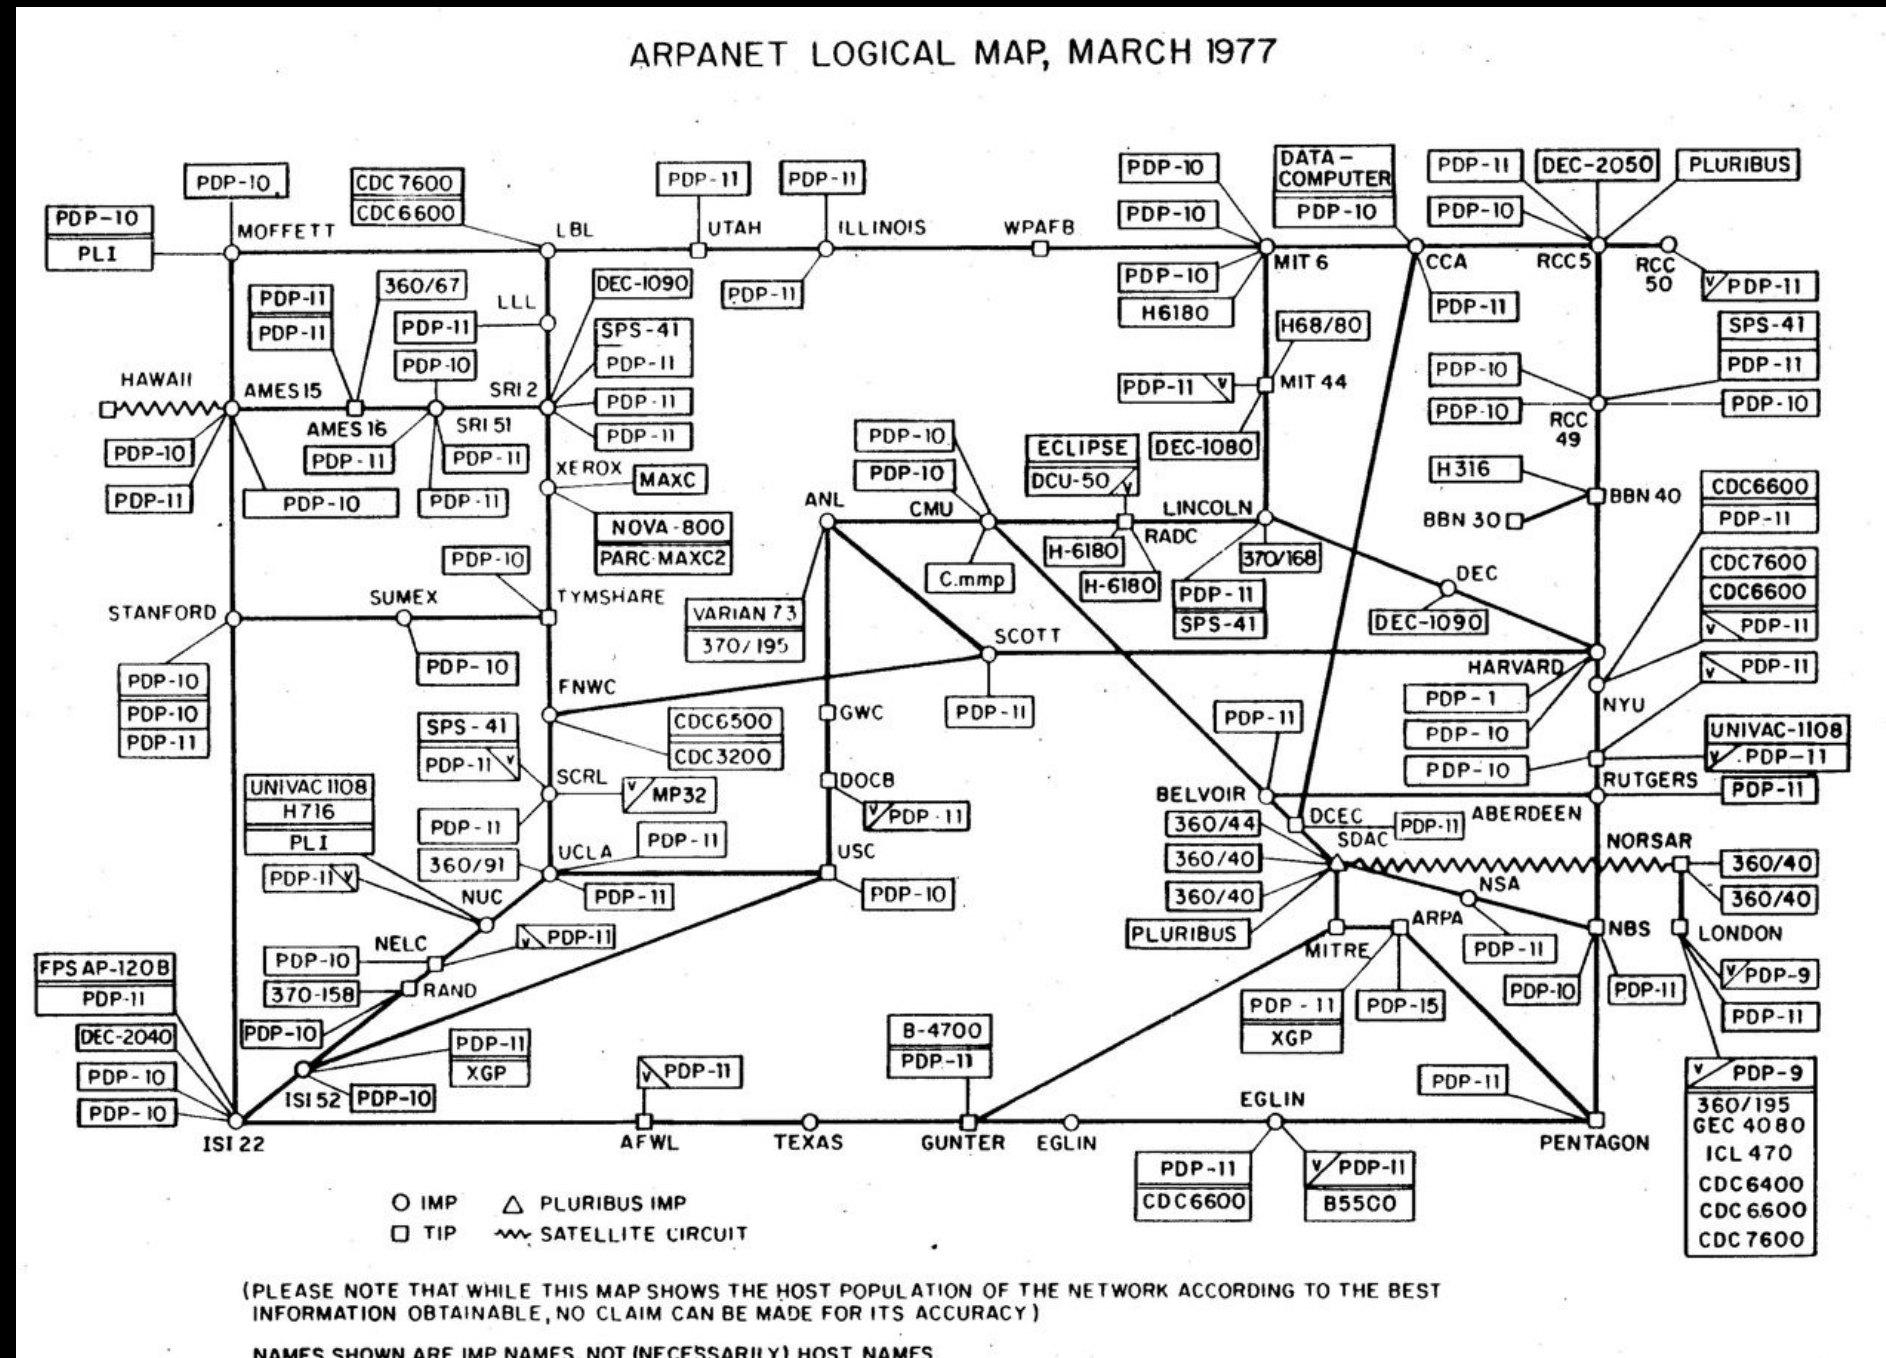 ARPANET LOGICAL MAP, MARCH 1977
PDP-10
CDC 7600
CDC 6600
PDP-11
PDP-11
PDP-10
PDP-10
DATA-
COMPUTER
PDP-10
PDP-11
PDP-10
DEC-2050
PLURIBUS
PDP-10
PLI
MOFFETT
LBL
UTAH
ILLINOIS
WPAFB
MIT 6
CCA
RCC 5
RCC
50
V PDP-11
PDP-11
PDP-10
H6180
PDP-11
PDP-11
PDP-11
360/67
LLL
PDP-11
DEC-1090
SPS-41
PDP-11
PDP-11
PDP-11
H68/80
PDP-11 V
MIT 44
DEC-1080
SPS-41
PDP-11
PDP-10
PDP-10
PDP-10
RCC
49
HAWAII
AMES 15
AMES 16
PDP-10
SRI 51
SRI 2
PDP-10
PDP-11
PDP-10
PDP-11
PDP-11
PDP-11
XEROX
MAXC
NOVA-800
PARC-MAXC2
PDP-10
PDP-10
ECLIPSE
DCU-50 V
ANL
CMU
LINCOLN
RADC
C.mmp
H-6180
H-6180
370/168
PDP-11
SPS-41
H316
BBN 40
BBN 30
CDC6600
PDP-11
CDC7600
CDC6600
V PDP-11
V PDP-11
DEC
DEC-1090
STANFORD
SUMEX
PDP-10
TYMSHARE
VARIAN 73
370/195
SCOTT
PDP-11
HARVARD
PDP-1
PDP-10
NYU
PDP-10
PDP-11
PDP-10
PDP-10
PDP-11
FNWC
CDC6500
CDC3200
SPS-41
PDP-11 V
SCRL
V MP32
PDP-11
GWC
DOCB
V PDP-11
PDP-11
PDP-10
UNIVAC-1108
V PDP-11
RUTGERS
PDP-11
BELVOIR
ABERDEEN
DCEC
PDP-11
SDAC
360/44
360/40
360/40
PLURIBUS
UNIVAC 1108
H716
PLI
PDP-11 V
NUC
360/91
UCLA
PDP-11
PDP-11
USC
PDP-10
NORSAR
360/40
360/40
NSA
PDP-11
ARPA
MITRE
NBS
LONDON
PDP-10
PDP-11
V PDP-9
PDP-11
NELC
V PDP-11
PDP-10
370-158
RAND
PDP-10
FPS AP-120B
PDP-11
DEC-2040
PDP-10
PDP-10
PDP-11
XGP
ISI 52
PDP-10
V PDP-11
B-4700
PDP-11
PDP-11
XGP
PDP-15
PDP-11
V PDP-9
360/195
GEC 4080
ICL 470
CDC6400
CDC6600
CDC7600
ISI 22
AFWL
TEXAS
GUNTER
EGLIN
EGLIN
PENTAGON
PDP-11
CDC6600
V PDP-11
B5500
IMP
PLURIBUS IMP
TIP
SATELLITE CIRCUIT
(PLEASE NOTE THAT WHILE THIS MAP SHOWS THE HOST POPULATION OF THE NETWORK ACCORDING TO THE BEST
INFORMATION OBTAINABLE, NO CLAIM CAN BE MADE FOR ITS ACCURACY)
NAMES SHOWN ARE IMP NAMES, NOT (NECESSARILY) HOST NAMES